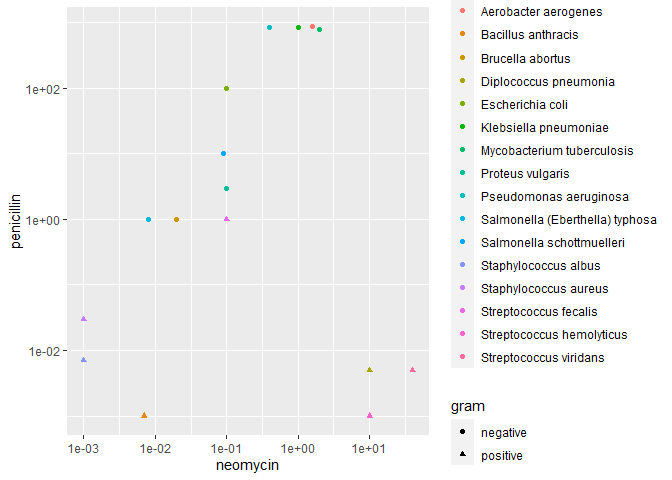 Aerobacter aerogenes
Bacillus anthracis
Brucella abortus
Diplococcus pneumonia
Escherichia coli
Klebsiella pneumoniae
Mycobacterium tuberculosis
Proteus vulgaris
Pseudomonas aeruginosa
Salmonella (Eberthella) typhosa
Salmonella schottmuelleri
Staphylococcus albus
Staphylococcus aureus
Streptococcus fecalis
Streptococcus hemolyticus
Streptococcus viridans
gram
negative
positive
penicillin
1e+02
1e+00
1e-02
1e-03
1e-02
1e-01
1e+00
1e+01
neomycin